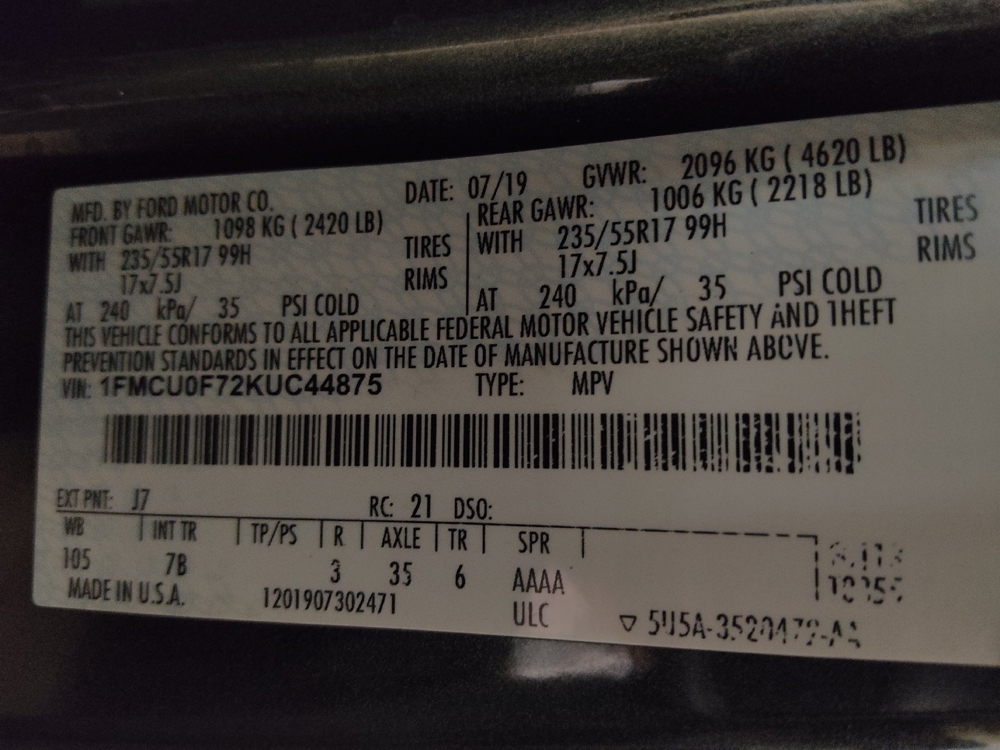 MFD. BY FORD MOTOR CO. DATE: 07/19 GVWR: 2096 KG ( 4620 LB)
FRONT GAWR: 1098 KG ( 2420 LB) REAR GAWR: 1006 KG ( 2218 LB)
WITH 235/55R17 99H TIRES WITH 235/55R17 99H TIRES
17x7.5J RIMS 17x7.5J RIMS
AT 240 kPa/ 35 PSI COLD AT 240 kPa/ 35 PSI COLD
THIS VEHICLE CONFORMS TO ALL APPLICABLE FEDERAL MOTOR VEHICLE SAFETY AND THEFT
PREVENTION STANDARDS IN EFFECT ON THE DATE OF MANUFACTURE SHOWN ABOVE.
VIN: 1FMCU0F72KUC44875 TYPE: MPV
EXT PNT: J7 RC: 21 DSO:
WB INT TR TP/PS R AXLE TR SPR
105 7B 3 35 6 AAAA
MADE IN U.S.A. 1201907302471 ULC
5U5A-3520472-AA